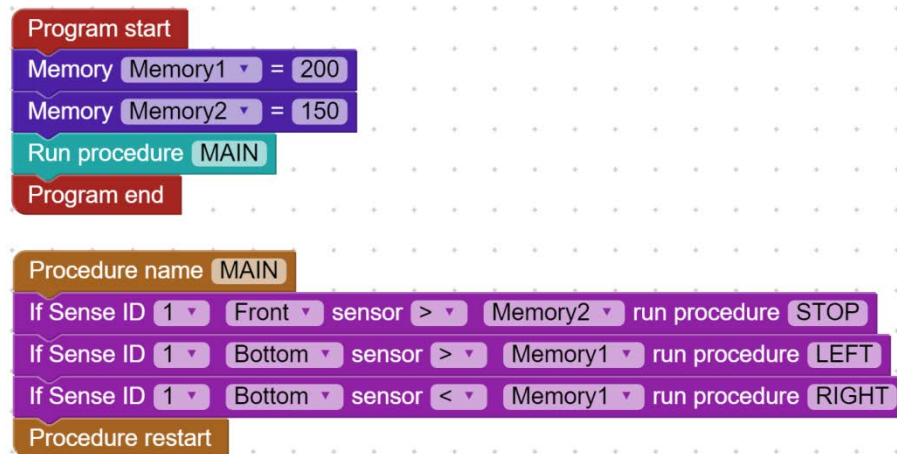 Program start
Memory Memory1 = 200
Memory Memory2 = 150
Run procedure MAIN
Program end
Procedure name MAIN
If Sense ID 1 Front sensor > Memory2 run procedure STOP
If Sense ID 1 Bottom sensor > Memory1 run procedure LEFT
If Sense ID 1 Bottom sensor < Memory1 run procedure RIGHT
Procedure restart